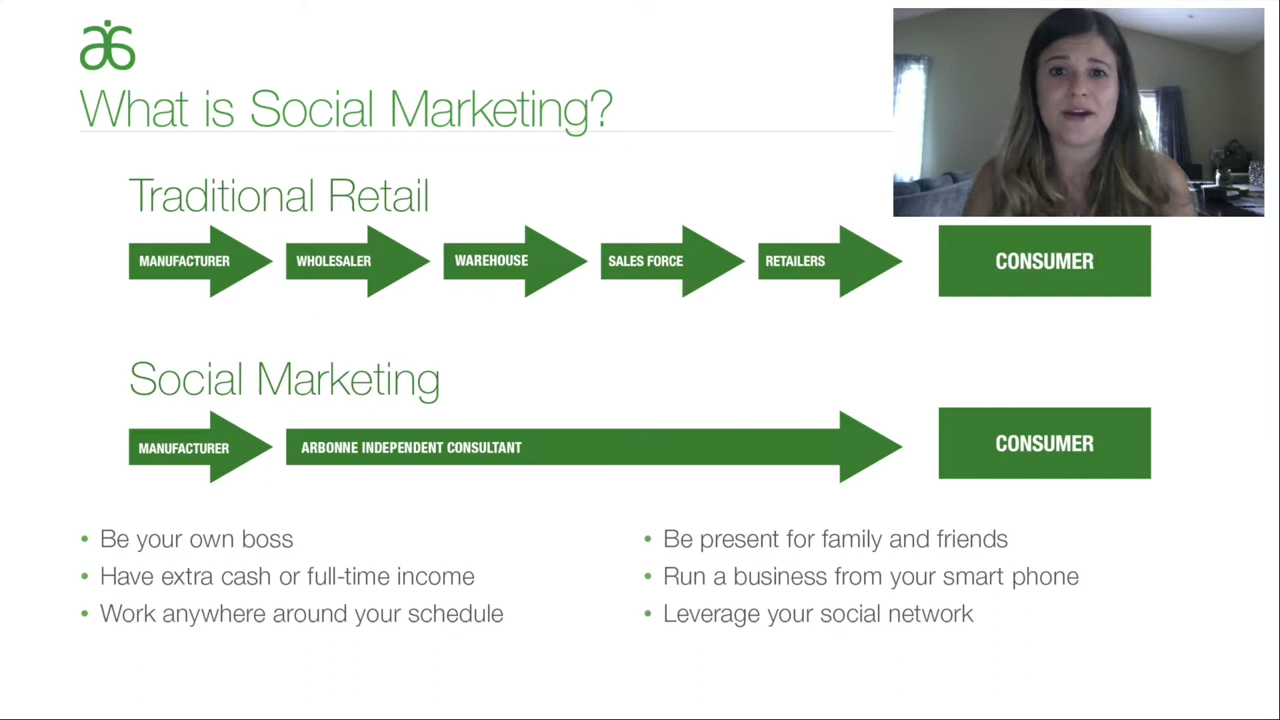 What is Social Marketing?
Traditional Retail
MANUFACTURER
WHOLESALER
WAREHOUSE
SALES FORCE
RETAILERS
CONSUMER
Social Marketing
MANUFACTURER
ARBONNE INDEPENDENT CONSULTANT
CONSUMER
• Be your own boss
• Have extra cash or full-time income
• Work anywhere around your schedule
• Be present for family and friends
• Run a business from your smart phone
• Leverage your social network